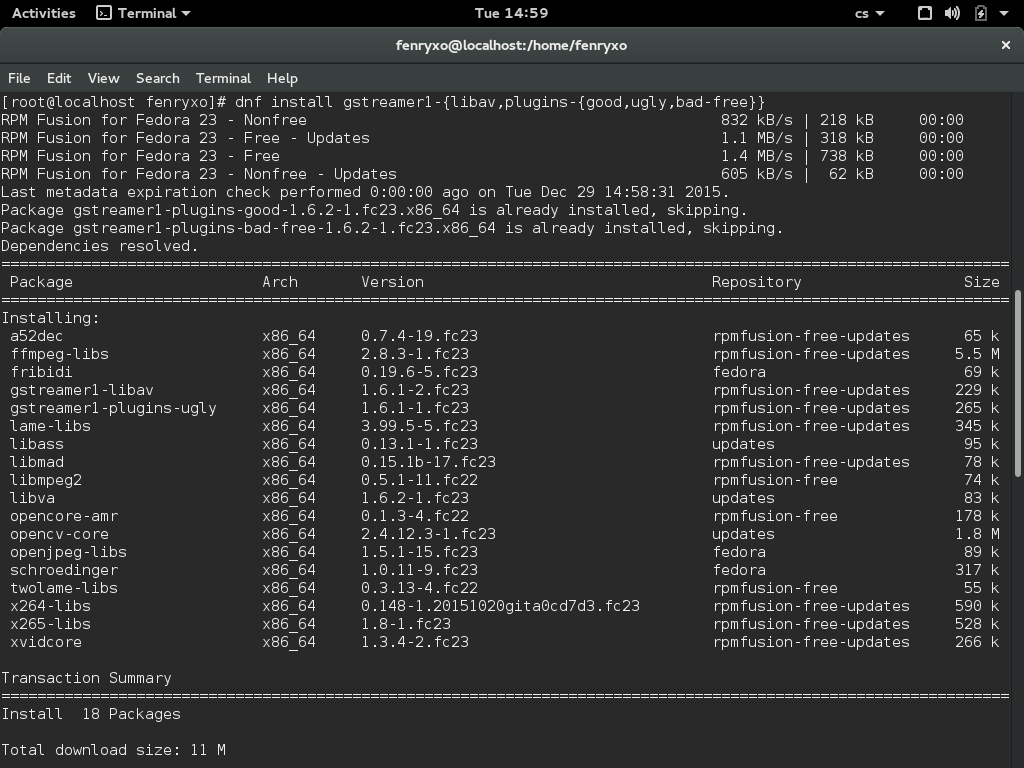 Activities Terminal Tue 14:59 cs
fenryxo@localhost:/home/fenryxo ×
File Edit View Search Terminal Help
[root@localhost fenryxo]# dnf install gstreamer1-{libav,plugins-{good,ugly,bad-free}}
RPM Fusion for Fedora 23 - Nonfree 832 kB/s | 218 kB 00:00
RPM Fusion for Fedora 23 - Free - Updates 1.1 MB/s | 318 kB 00:00
RPM Fusion for Fedora 23 - Free 1.4 MB/s | 738 kB 00:00
RPM Fusion for Fedora 23 - Nonfree - Updates 605 kB/s | 62 kB 00:00
Last metadata expiration check performed 0:00:00 ago on Tue Dec 29 14:58:31 2015.
Package gstreamer1-plugins-good-1.6.2-1.fc23.x86_64 is already installed, skipping.
Package gstreamer1-plugins-bad-free-1.6.2-1.fc23.x86_64 is already installed, skipping.
Dependencies resolved.
================================================================================================================
Package Arch Version Repository Size
================================================================================================================
Installing:
a52dec x86_64 0.7.4-19.fc23 rpmfusion-free-updates 65 k
ffmpeg-libs x86_64 2.8.3-1.fc23 rpmfusion-free-updates 5.5 M
fribidi x86_64 0.19.6-5.fc23 fedora 69 k
gstreamer1-libav x86_64 1.6.1-2.fc23 rpmfusion-free-updates 229 k
gstreamer1-plugins-ugly x86_64 1.6.1-1.fc23 rpmfusion-free-updates 265 k
lame-libs x86_64 3.99.5-5.fc23 rpmfusion-free-updates 345 k
libass x86_64 0.13.1-1.fc23 updates 95 k
libmad x86_64 0.15.1b-17.fc23 rpmfusion-free-updates 78 k
libmpeg2 x86_64 0.5.1-11.fc22 rpmfusion-free 74 k
libva x86_64 1.6.2-1.fc23 updates 83 k
opencore-amr x86_64 0.1.3-4.fc22 rpmfusion-free 178 k
opencv-core x86_64 2.4.12.3-1.fc23 updates 1.8 M
openjpeg-libs x86_64 1.5.1-15.fc23 fedora 89 k
schroedinger x86_64 1.0.11-9.fc23 fedora 317 k
twolame-libs x86_64 0.3.13-4.fc22 rpmfusion-free 55 k
x264-libs x86_64 0.148-1.20151020gita0cd7d3.fc23 rpmfusion-free-updates 590 k
x265-libs x86_64 1.8-1.fc23 rpmfusion-free-updates 528 k
xvidcore x86_64 1.3.4-2.fc23 rpmfusion-free-updates 266 k
Transaction Summary
================================================================================================================
Install 18 Packages
Total download size: 11 M